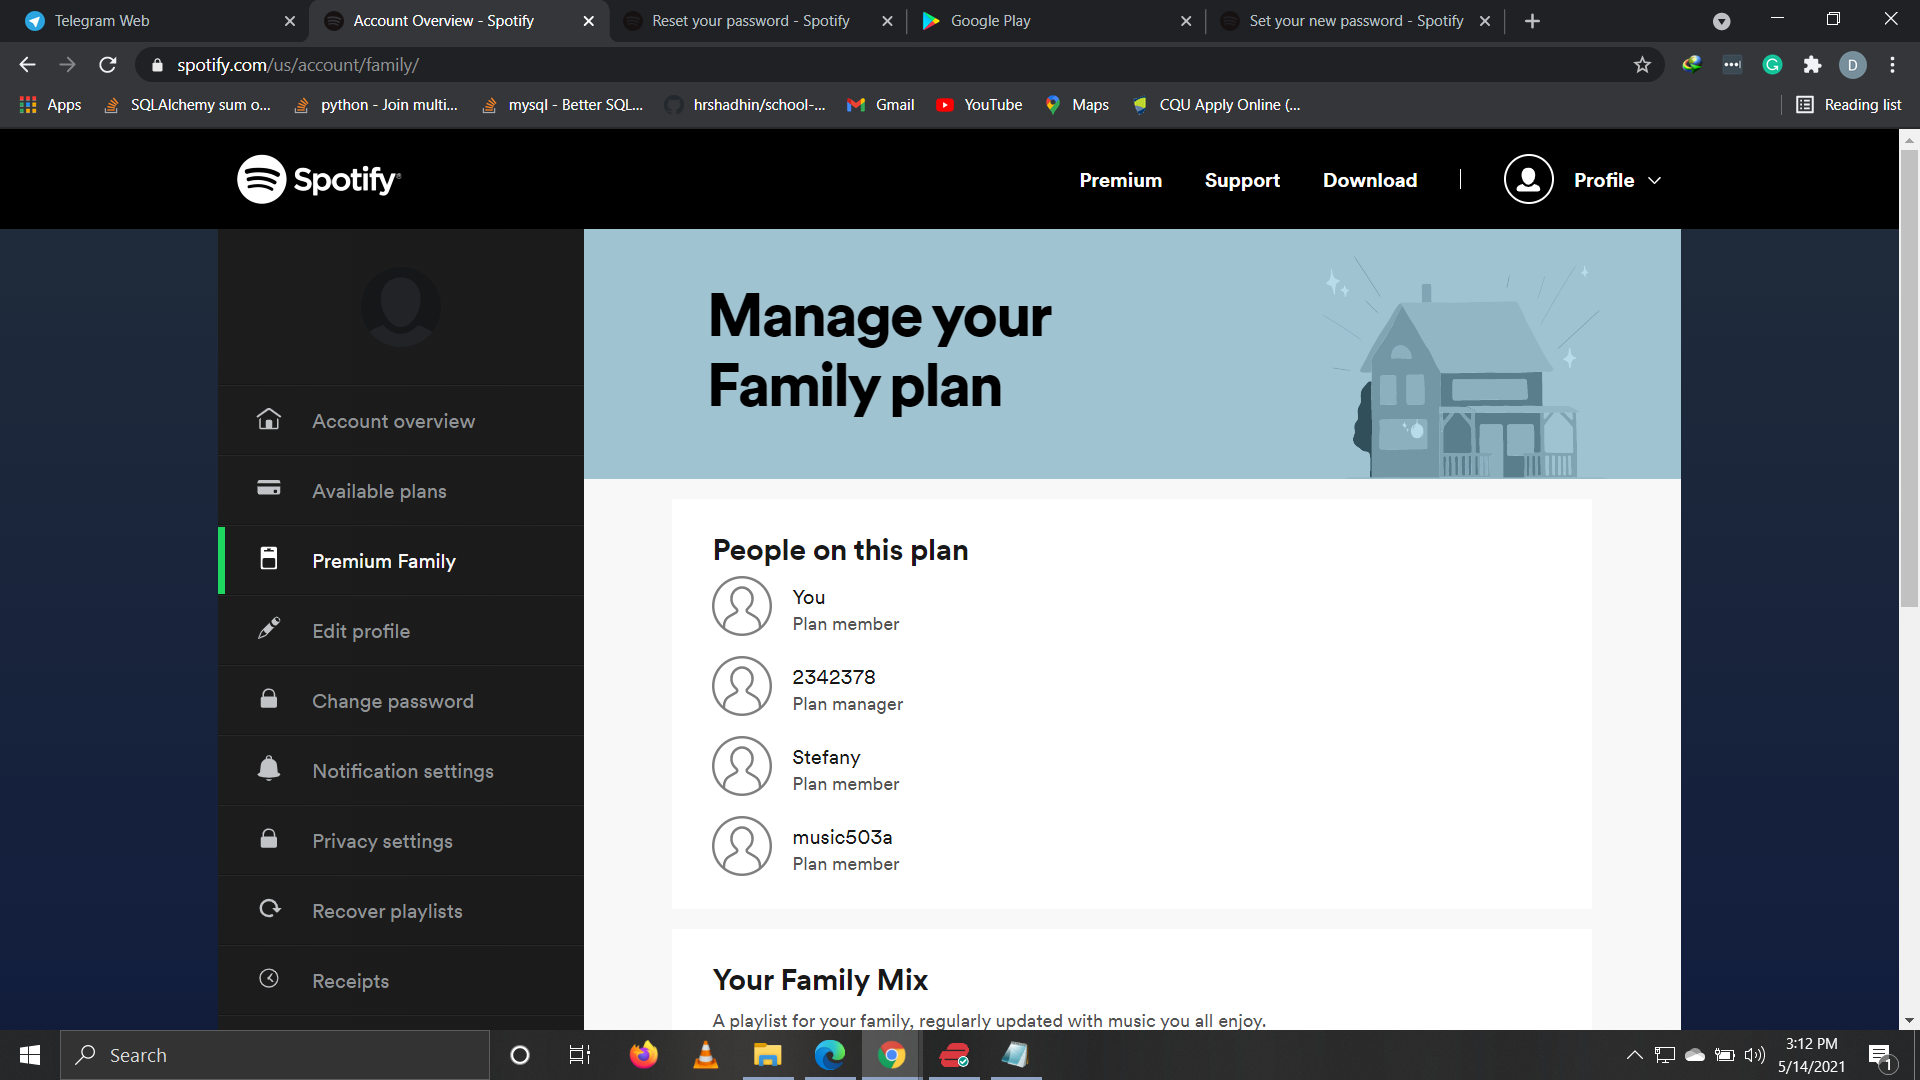 Telegram Web
Account Overview - Spotify
Reset your password - Spotify
Google Play
Set your new password - Spotify
spotify.com/us/account/family/
D
Apps
SQLAlchemy sum o...
python - Join multi...
mysql - Better SQL...
hrshadhin/school-...
Gmail
YouTube
Maps
CQU Apply Online (...
Reading list
Spotify®
Premium
Support
Download
Profile
Manage your
Family plan
Account overview
Available plans
Premium Family
Edit profile
Change password
Notification settings
Privacy settings
Recover playlists
Receipts
People on this plan
You
Plan member
2342378
Plan manager
Stefany
Plan member
music503a
Plan member
Your Family Mix
A playlist for your family, regularly updated with music you all enjoy.
Search
3:12 PM
5/14/2021
1